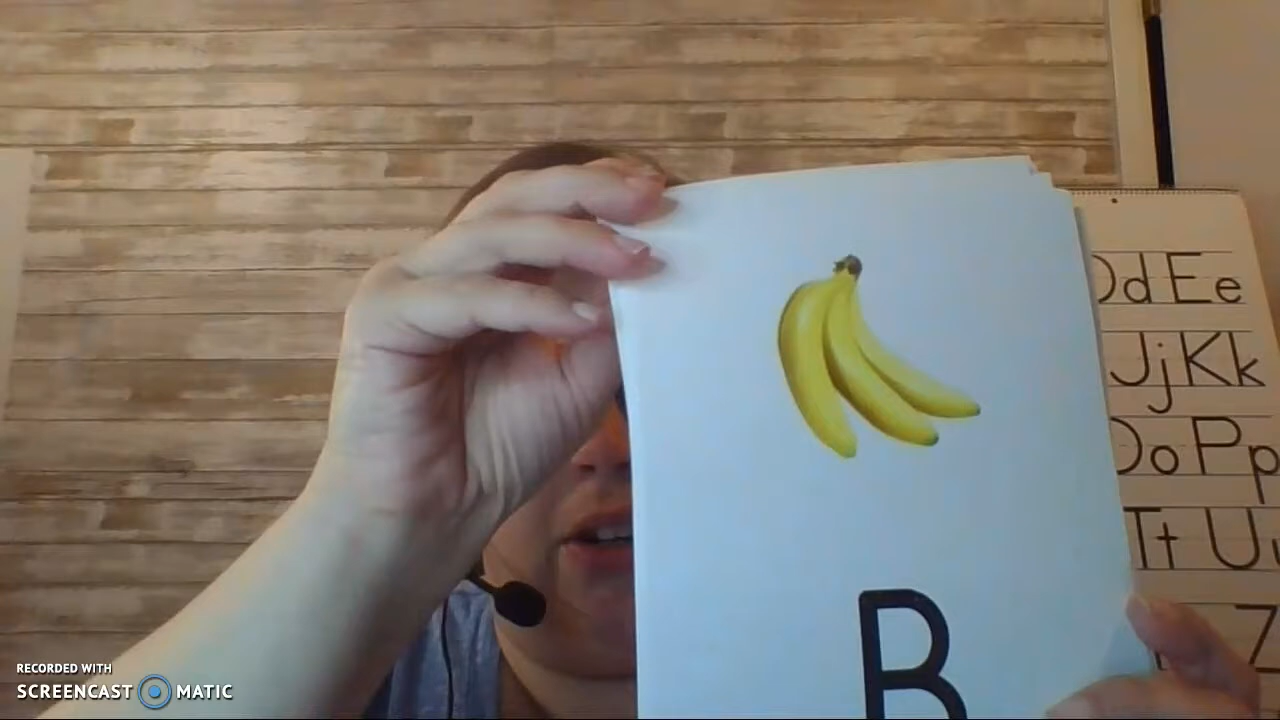 B
Dd Ee
Jj Kk
Oo Pp
Tt U
Z
RECORDED WITH
SCREENCAST MATIC